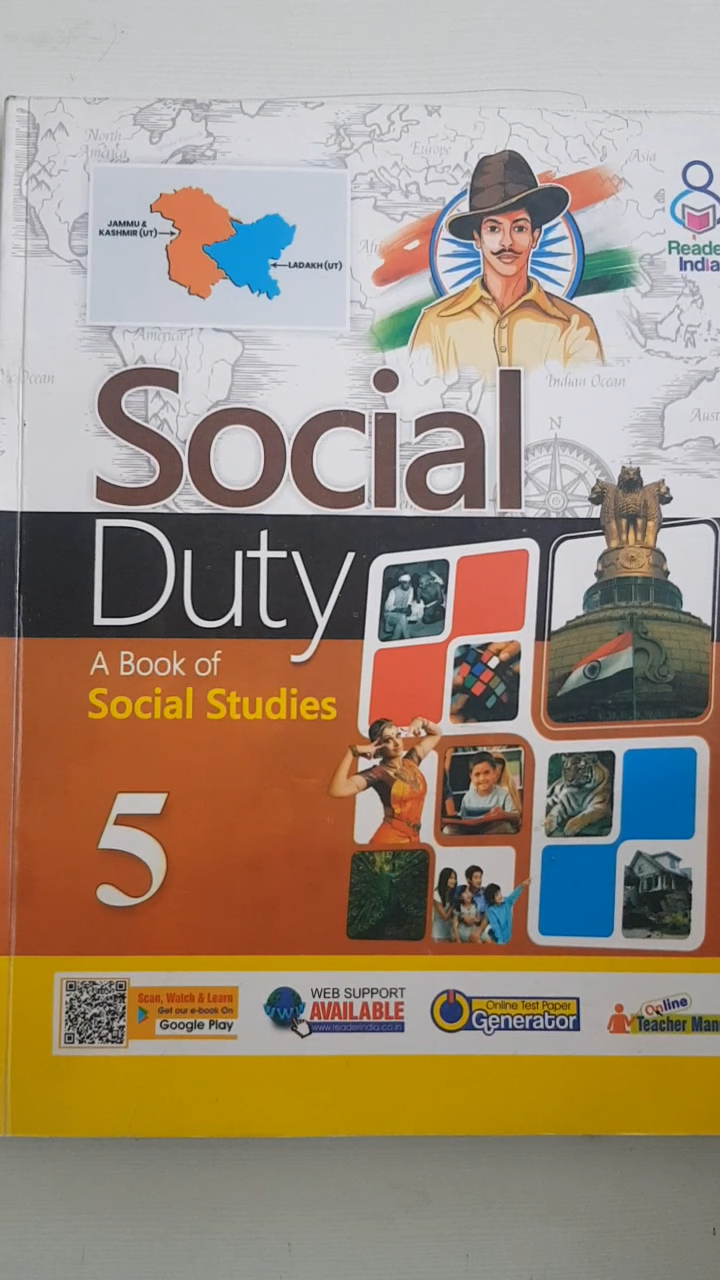 North
America
Europe
Asia
JAMMU &
KASHMIR (UT)
LADAKH (UT)
Reade
India
America
Indian Ocean
Ocean
N
Social
Duty
A Book of
Social Studies
5
Scan, Watch & Learn
Get our e-book On
Google Play
WEB SUPPORT
AVAILABLE
www.readerindia.co.in
Online Test Paper
Generator
Online
Teacher Man